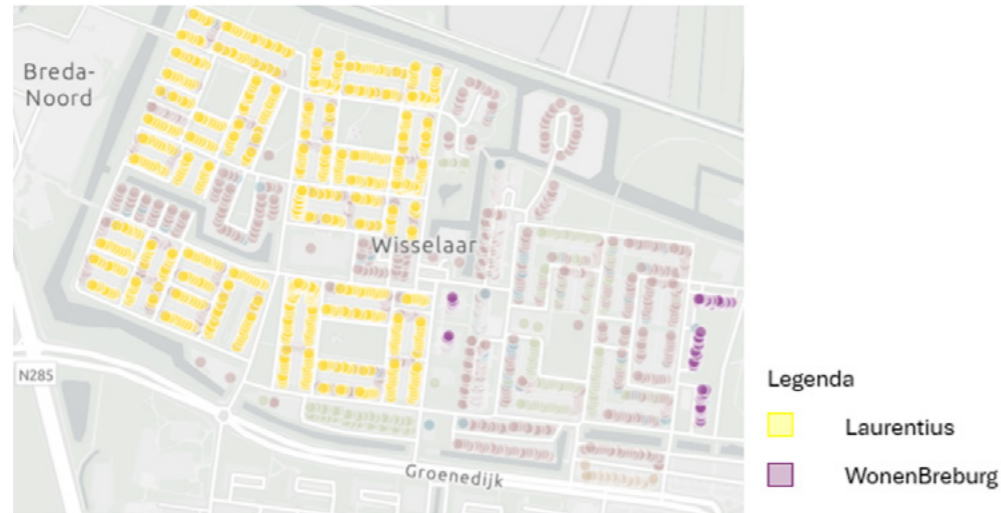 Breda-
Noord
Wisselaar
N285
Groenedijk
Legenda
Laurentius
WonenBreburg